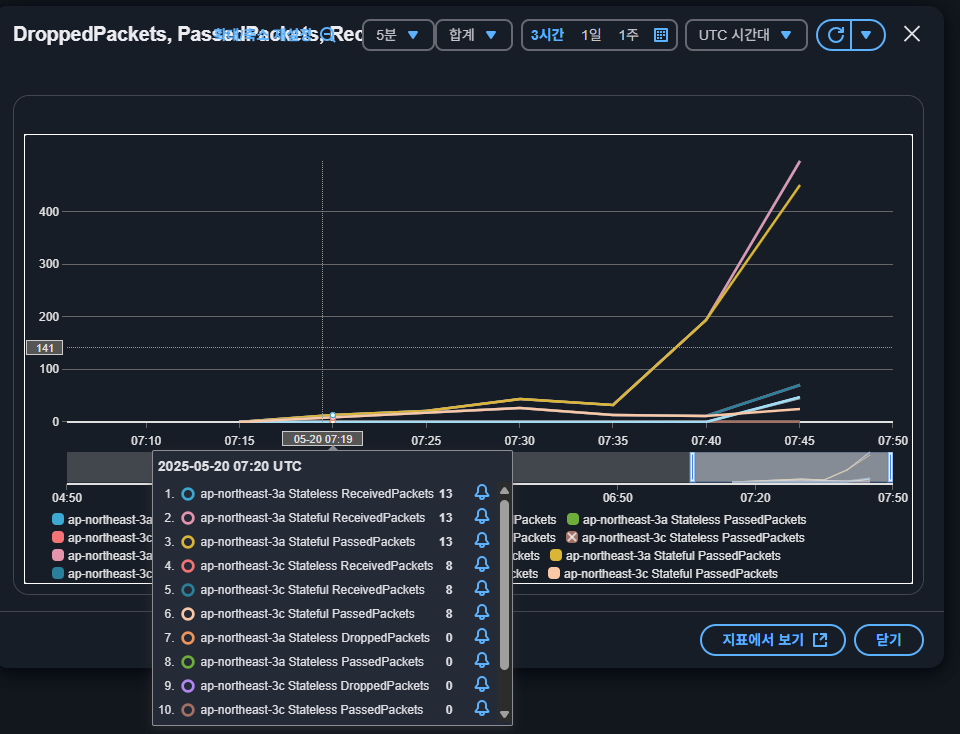 DroppedPackets, PassedPackets, Rec
5분
합계
3시간 1일 1주
UTC 시간대
400
300
200
141
100
0
07:10 07:15 05-20 07:19 07:25 07:30 07:35 07:40 07:45 07:50
04:50 06:50 07:20 07:50
2025-05-20 07:20 UTC
1. ap-northeast-3a Stateless ReceivedPackets 13
2. ap-northeast-3a Stateful ReceivedPackets 13
3. ap-northeast-3a Stateful PassedPackets 13
4. ap-northeast-3c Stateless ReceivedPackets 8
5. ap-northeast-3c Stateful ReceivedPackets 8
6. ap-northeast-3c Stateful PassedPackets 8
7. ap-northeast-3a Stateless DroppedPackets 0
8. ap-northeast-3a Stateless PassedPackets 0
9. ap-northeast-3c Stateless DroppedPackets 0
10. ap-northeast-3c Stateless PassedPackets 0
ap-northeast-3a Packets ap-northeast-3a Stateless PassedPackets
ap-northeast-3c Packets ap-northeast-3c Stateless PassedPackets
ap-northeast-3a ckets ap-northeast-3a Stateful PassedPackets
ap-northeast-3c ckets ap-northeast-3c Stateful PassedPackets
지표에서 보기
닫기